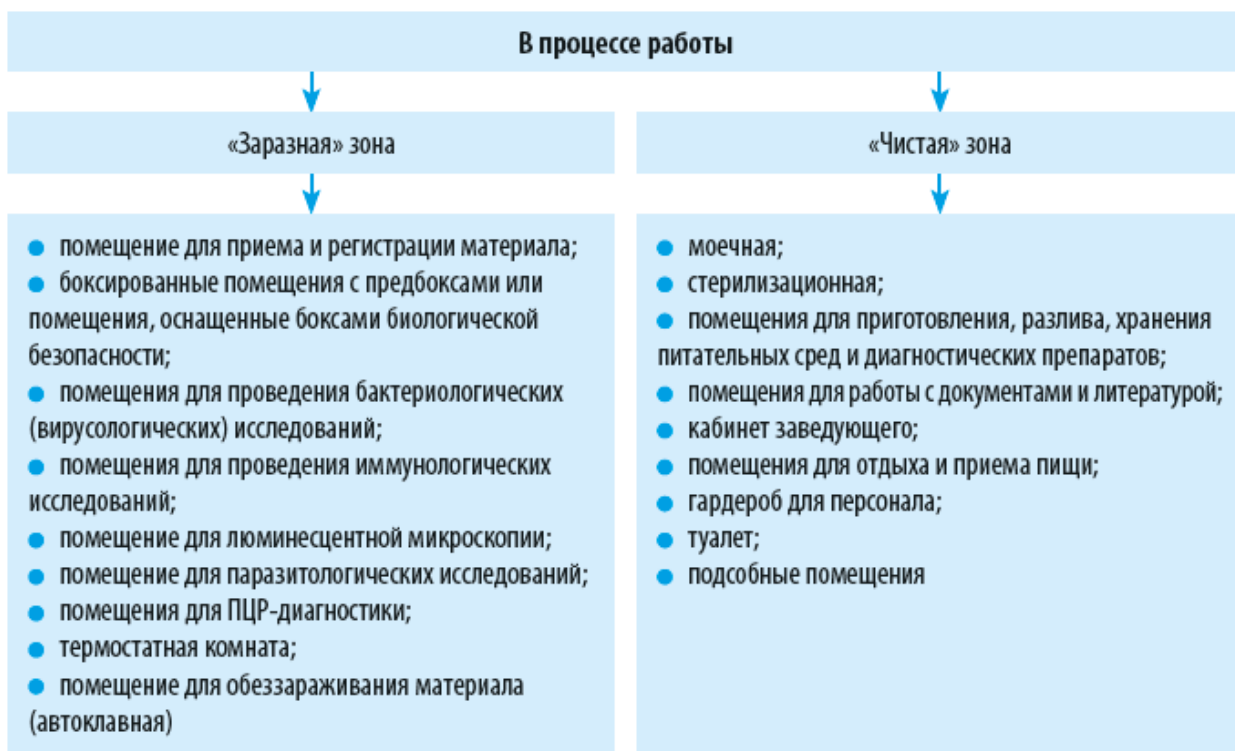 В процессе работы
«Заразная» зона
● помещение для приема и регистрации материала;
● боксированные помещения с предбоксами или
помещения, оснащенные боксами биологической
безопасности;
● помещения для проведения бактериологических
(вирусологических) исследований;
● помещения для проведения иммунологических
исследований;
● помещение для люминесцентной микроскопии;
● помещение для паразитологических исследований;
● помещения для ПЦР-диагностики;
● термостатная комната;
● помещение для обеззараживания материала
(автоклавная)
«Чистая» зона
● моечная;
● стерилизационная;
● помещения для приготовления, разлива, хранения
питательных сред и диагностических препаратов;
● помещения для работы с документами и литературой;
● кабинет заведующего;
● помещения для отдыха и приема пищи;
● гардероб для персонала;
● туалет;
● подсобные помещения